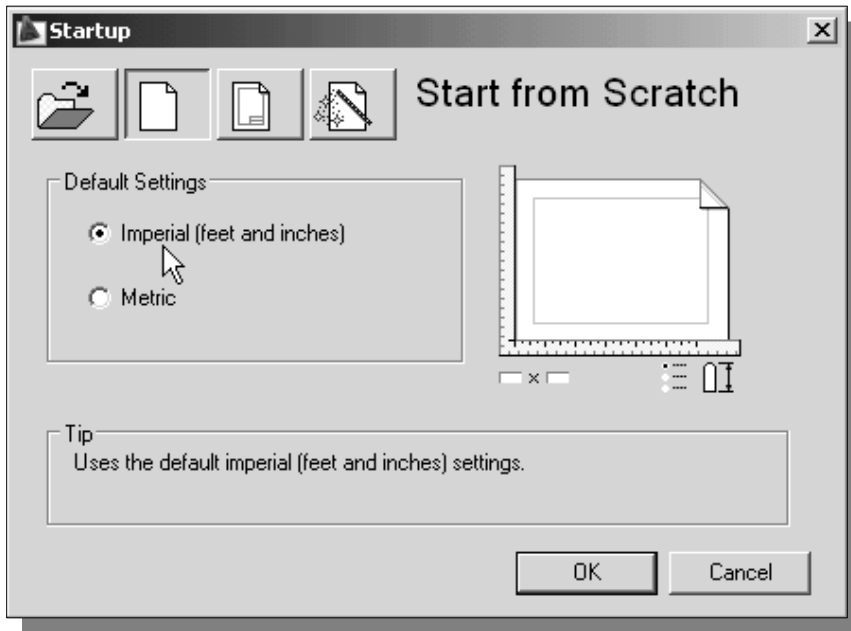 Startup
Start from Scratch
Default Settings
Imperial (feet and inches)
Metric
Tip
Uses the default imperial (feet and inches) settings.
OK
Cancel